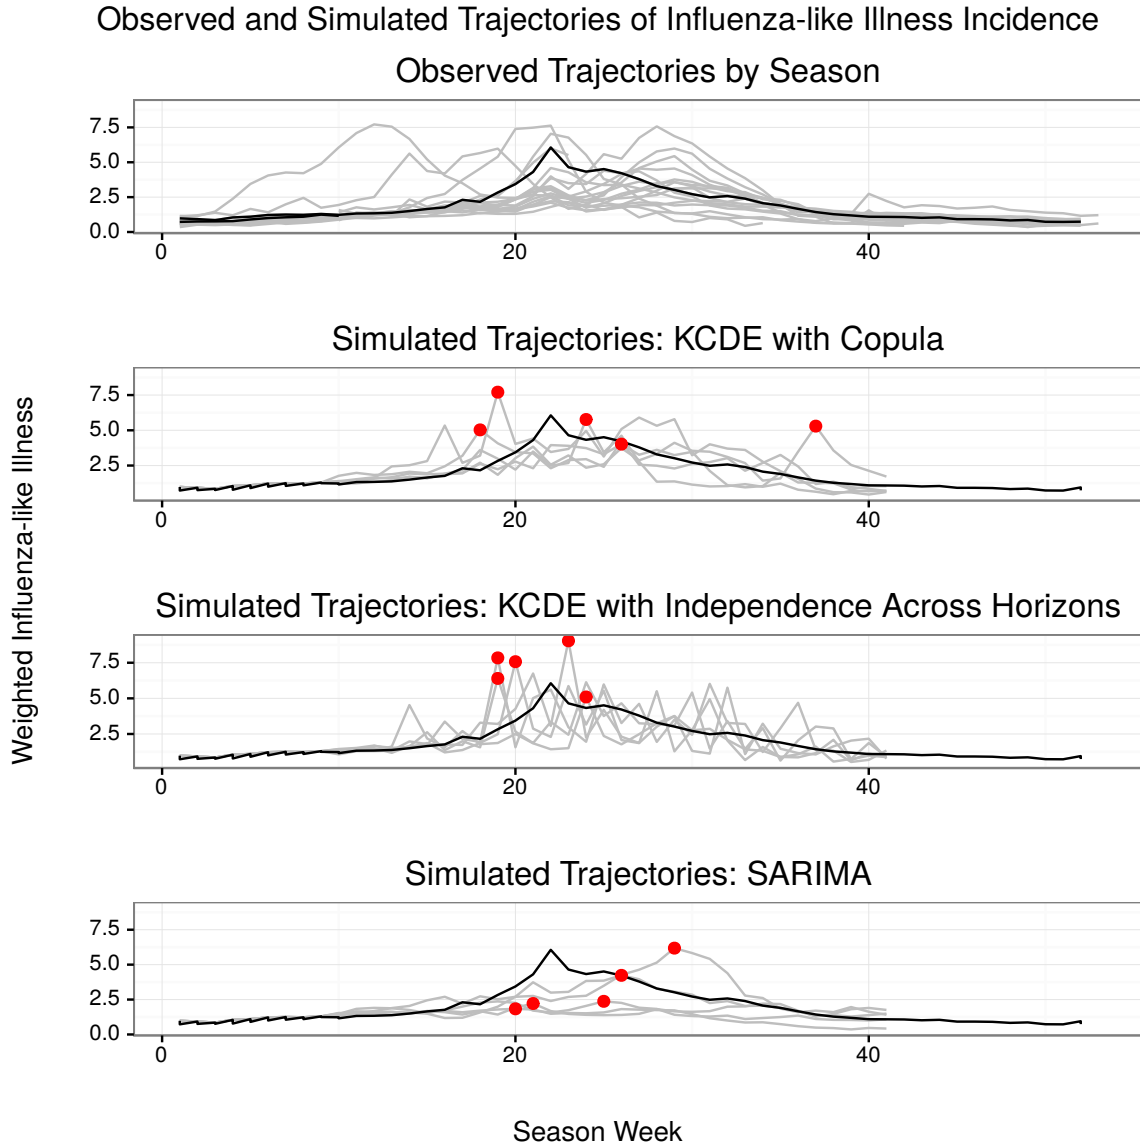 Observed and Simulated Trajectories of Influenza-like Illness Incidence
Observed Trajectories by Season
7.5
5.0
2.5
0.0
0 20 40
Simulated Trajectories: KCDE with Copula
7.5
5.0
2.5
0 20 40
Weighted Influenza-like Illness
Simulated Trajectories: KCDE with Independence Across Horizons
7.5
5.0
2.5
0 20 40
Simulated Trajectories: SARIMA
7.5
5.0
2.5
0.0
0 20 40
Season Week